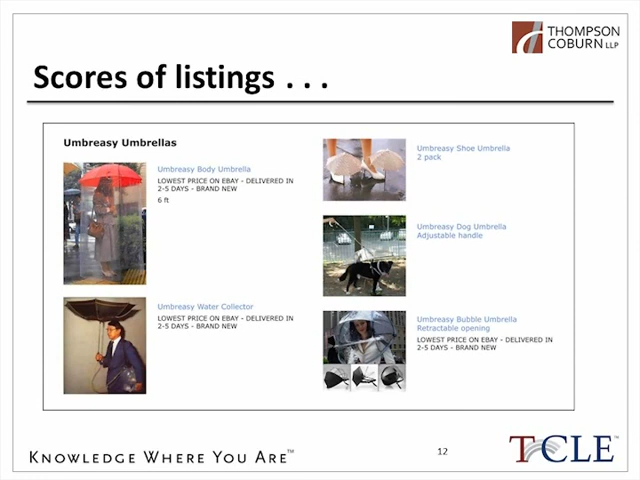 THOMPSON
COBURN LLP
Scores of listings . . .
Umbreasy Umbrellas
Umbreasy Body Umbrella
LOWEST PRICE ON EBAY - DELIVERED IN
2-5 DAYS - BRAND NEW
6 ft
Umbreasy Water Collector
LOWEST PRICE ON EBAY - DELIVERED IN
2-5 DAYS - BRAND NEW
Umbreasy Shoe Umbrella
2 pack
Umbreasy Dog Umbrella
Adjustable handle
Umbreasy Bubble Umbrella
Retractable opening
LOWEST PRICE ON EBAY - DELIVERED IN
2-5 DAYS - BRAND NEW
KNOWLEDGE WHERE YOU ARE™
12
TCCLE™